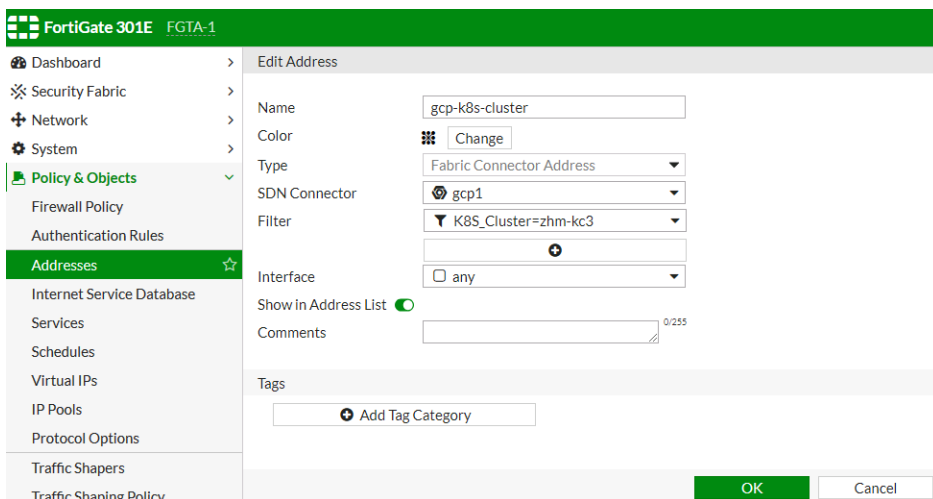 FortiGate 301E FGTA-1
Dashboard
Security Fabric
Network
System
Policy & Objects
Firewall Policy
Authentication Rules
Addresses
Internet Service Database
Services
Schedules
Virtual IPs
IP Pools
Protocol Options
Traffic Shapers
Traffic Shaping Policy
Edit Address
Name gcp-k8s-cluster
Color Change
Type Fabric Connector Address
SDN Connector gcp1
Filter K8S_Cluster=zhm-kc3
Interface any
Show in Address List
Comments 0/255
Tags
Add Tag Category
OK Cancel